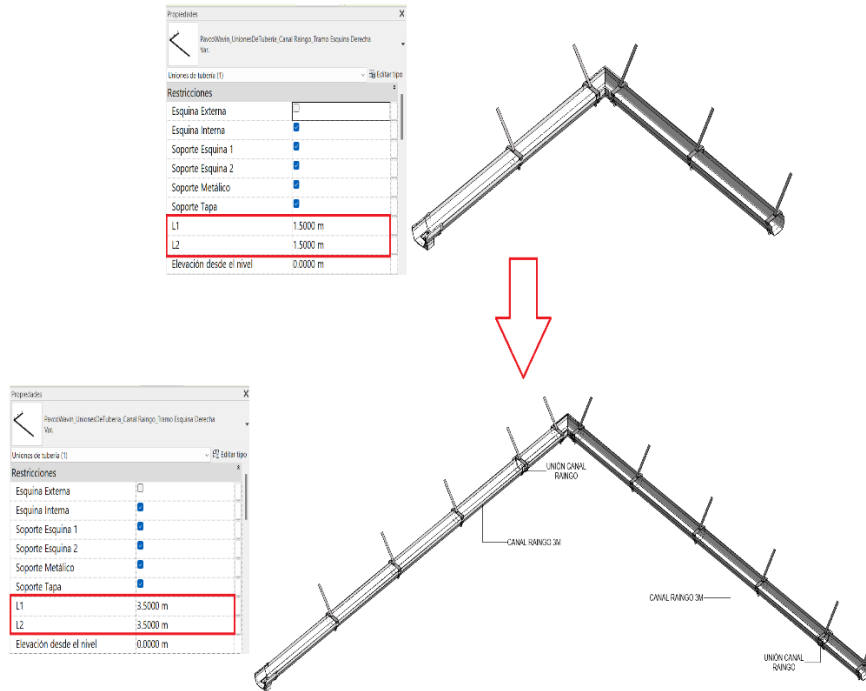 Propiedades X
PavcoWavin_UnionesDeTuberia_Canal Raingo_Tramo Esquina Derecha
Var.
Uniones de tubería (1) Editar tipo
Restricciones
Esquina Externa
Esquina Interna
Soporte Esquina 1
Soporte Esquina 2
Soporte Metálico
Soporte Tapa
L1 1.5000 m
L2 1.5000 m
Elevación desde el nivel 0.0000 m
Propiedades X
PavcoWavin_UnionesDeTuberia_Canal Raingo_Tramo Esquina Derecha
Var.
Uniones de tubería (1) Editar tipo
Restricciones
Esquina Externa
Esquina Interna
Soporte Esquina 1
Soporte Esquina 2
Soporte Metálico
Soporte Tapa
L1 3.5000 m
L2 3.5000 m
Elevación desde el nivel 0.0000 m
UNIÓN CANAL
RAINGO
CANAL RAINGO 3M
CANAL RAINGO 3M
UNIÓN CANAL
RAINGO